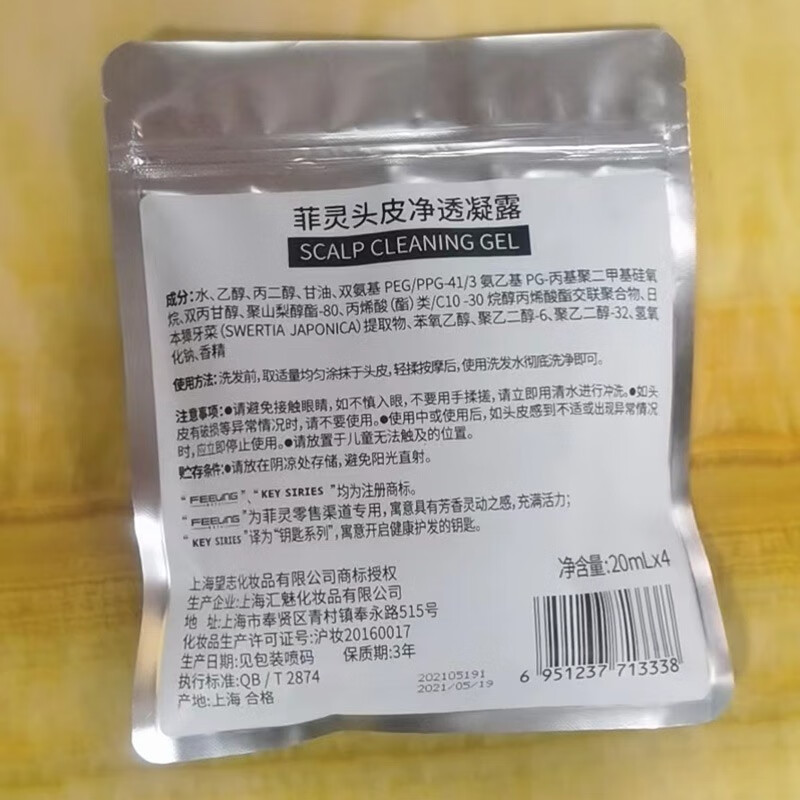 菲灵头皮净透凝露
SCALP CLEANING GEL
成分:水、乙醇、丙二醇、甘油、双氨基 PEG/PPG-41/3 氨乙基 PG-丙基聚二甲基硅氧
烷、双丙甘醇、聚山梨醇酯-80、丙烯酸(酯)类/C10 -30 烷醇丙烯酸酯交联聚合物、日
本獐牙菜(SWERTIA JAPONICA)提取物、苯氧乙醇、聚乙二醇-6、聚乙二醇-32、氢氧
化钠、香精
使用方法:洗发前,取适量均匀涂抹于头皮,轻揉按摩后,使用洗发水彻底洗净即可。
注意事项:●请避免接触眼睛,如不慎入眼,不要用手揉搓,请立即用清水进行冲洗。●如头
皮有破损等异常情况时,请不要使用。●使用中或使用后,如头皮感到不适或出现异常情况
时,应立即停止使用。●请放置于儿童无法触及的位置。
贮存条件:●请放在阴凉处存储,避免阳光直射。
“FEELING”、“KEY SIRIES”均为注册商标。
“FEELING”为菲灵零售渠道专用,寓意具有芳香灵动之感,充满活力;
“KEY SIRIES”译为“钥匙系列”,寓意开启健康护发的钥匙。
上海望志化妆品有限公司商标授权
生产企业:上海汇魅化妆品有限公司
地 址:上海市奉贤区青村镇奉永路515号
化妆品生产许可证号:沪妆20160017
生产日期:见包装喷码 保质期:3年
执行标准:QB / T 2874
产地:上海 合格
净含量:20mLx4
202105191
2021/05/19
6 951237 713338